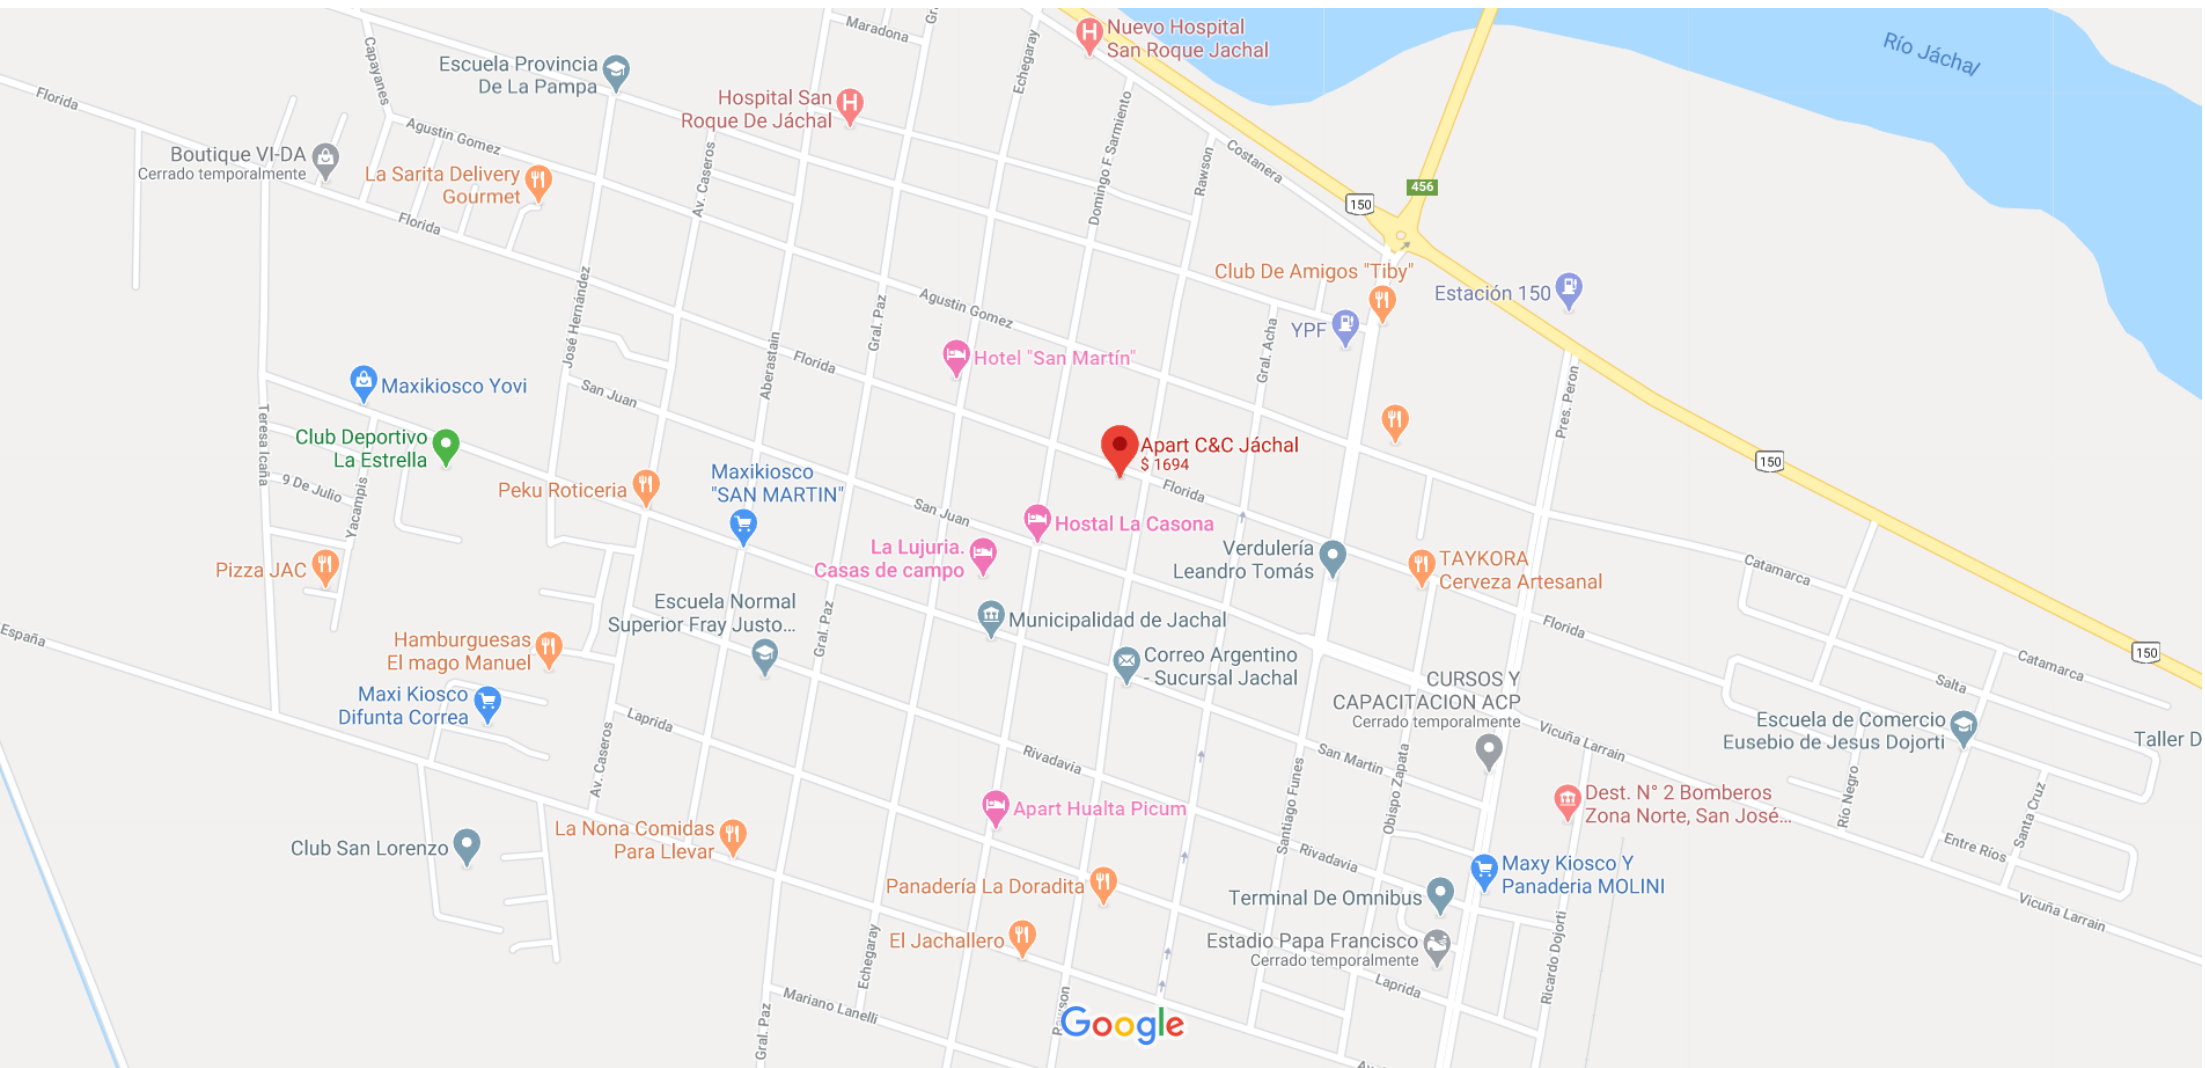 Maradona
Gr
Capayanes
Echegaray
Nuevo Hospital
San Roque Jachal
Río Jáchal
Escuela Provincia
De La Pampa
Hospital San
Roque De Jáchal
Florida
Agustin Gomez
Domingo F Sarmiento
Av. Caseros
Rawson
Costanera
Boutique VI-DA
Cerrado temporalmente
La Sarita Delivery
Gourmet
Florida
456
150
José Hernández
Club De Amigos "Tiby"
Estación 150
YPF
Agustin Gomez
Gral. Paz
Gral. Acha
Hotel "San Martín"
Florida
Aberastain
Maxikiosco Yovi
San Juan
Pres. Peron
Teresa Icaña
Club Deportivo
La Estrella
Apart C&C Jáchal
$ 1694
150
Peku Roticeria
Maxikiosco
"SAN MARTIN"
9 De Julio
Yacampis
Florida
San Juan
Hostal La Casona
La Lujuria.
Casas de campo
Verdulería
Leandro Tomás
TAYKORA
Cerveza Artesanal
Catamarca
Pizza JAC
Escuela Normal
Superior Fray Justo...
Gral. Paz
Municipalidad de Jachal
Florida
España
Hamburguesas
El mago Manuel
Correo Argentino
- Sucursal Jachal
150
Catamarca
Salta
CURSOS Y
CAPACITACION ACP
Cerrado temporalmente
Maxi Kiosco
Difunta Correa
Laprida
Av. Caseros
Rivadavia
San Martin
Vicuña Larrain
Escuela de Comercio
Eusebio de Jesus Dojorti
Taller D
Santiago Funes
Obispo Zapata
Dest. N° 2 Bomberos
Zona Norte, San José...
Río Negro
Santa Cruz
Apart Hualta Picum
La Nona Comidas
Para Llevar
Club San Lorenzo
Rivadavia
Entre Ríos
Maxy Kiosco Y
Panaderia MOLINI
Panadería La Doradita
Terminal De Omnibus
Vicuña Larrain
El Jachallero
Estadio Papa Francisco
Cerrado temporalmente
Echegaray
Ricardo Dojorti
Laprida
Mariano Lanelli
Rawson
Gral. Paz
Google